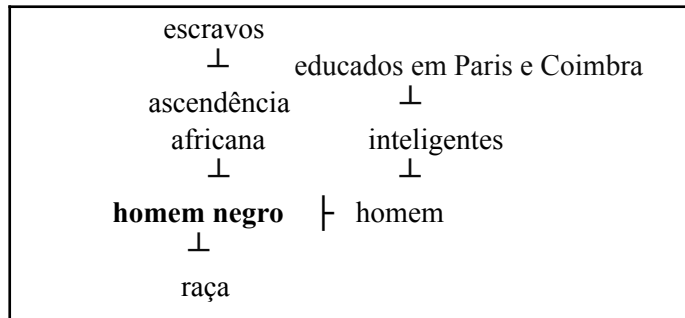 escravos
⊥
educados em Paris e Coimbra
⊥
ascendência
africana
inteligentes
⊥
⊥
homem negro ├ homem
⊥
raça